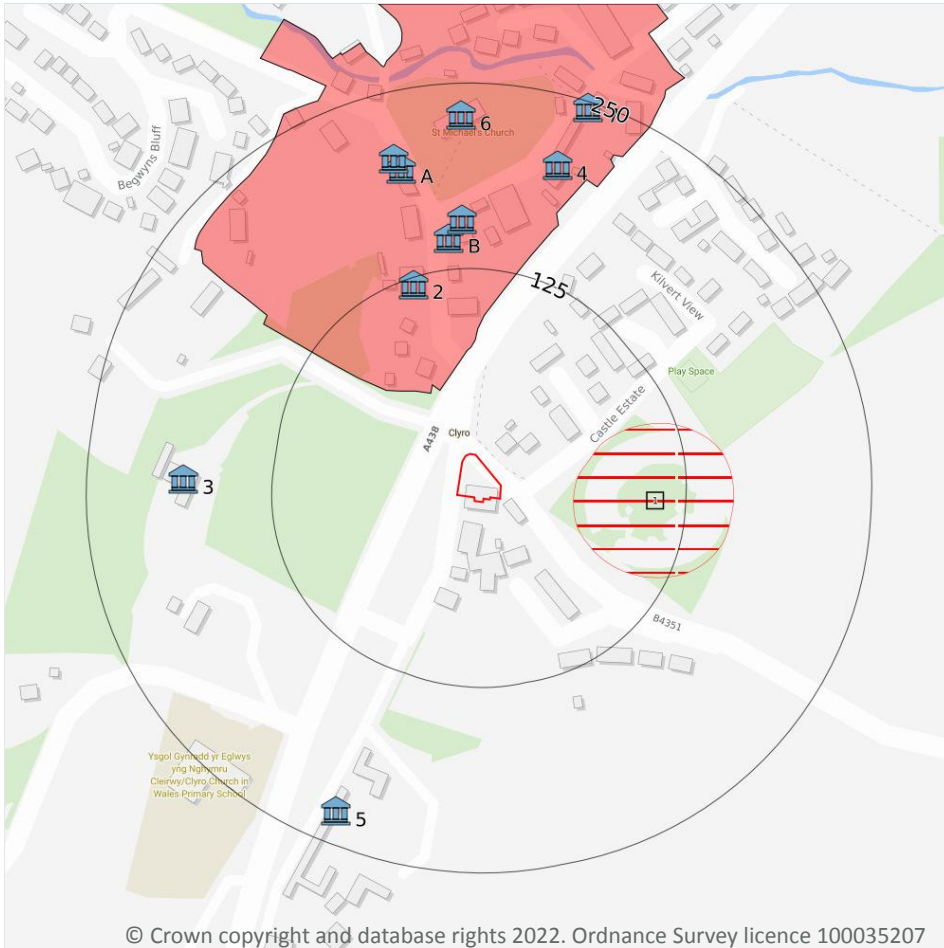 250
6
St Michael's Church
A
4
Begwyns Bluff
B
2
125
Kilvert View
Play Space
Castle Estate
A438
Clyro
3
1
B4351
Ysgol Gynradd yr Eglwys
yng Nghymru
Cleirwy/Clyro Church in
Wales Primary School
5
© Crown copyright and database rights 2022. Ordnance Survey licence 100035207